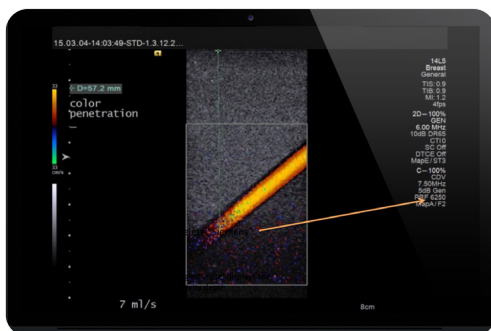 15.03.04-14:03:49-STD-1.3.12.2...
D=57.2 mm
color
penetration
33
33
cm/s
7 ml/s
14L5
Breast
General
TIS: 0.9
TIB: 0.9
MI: 1.2
4fps
2D—100%
GEN
6.00 MHz
10dB DR65
CTI0
SC Off
DTCE Off
MapE/ST3
C—100%
CDV
7.50MHz
5dB Gen
PRF 6250
MapA/F2
8cm